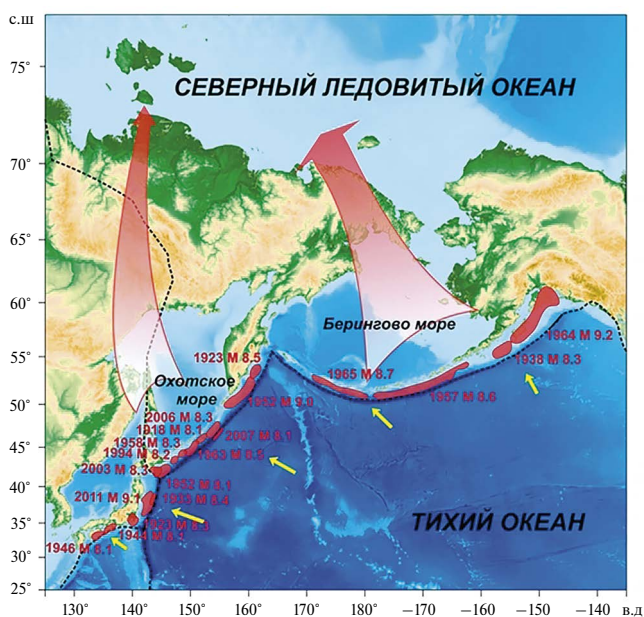 с.ш
75°
70°
65°
60°
55°
50°
45°
40°
35°
30°
25°
СЕВЕРНЫЙ ЛЕДОВИТЫЙ ОКЕАН
Берингово море
1964 M 9.2
1938 M 8.3
1923 M 8.5
1965 M 8.7
1957 M 8.6
Охотское
море
1952 M 9.0
2006 M 8.3
1918 M 8.1
2007 M 8.1
1958 M 8.3
1994 M 8.2
1963 M 8.5
2003 M 8.3
1952 M 8.1
2011 M 9.1
1933 M 8.4
ТИХИЙ ОКЕАН
1944 M 8.1
1946 M 8.1
130°
140°
150°
160°
170°
180°
−170°
−160°
−150°
−140°
в.д